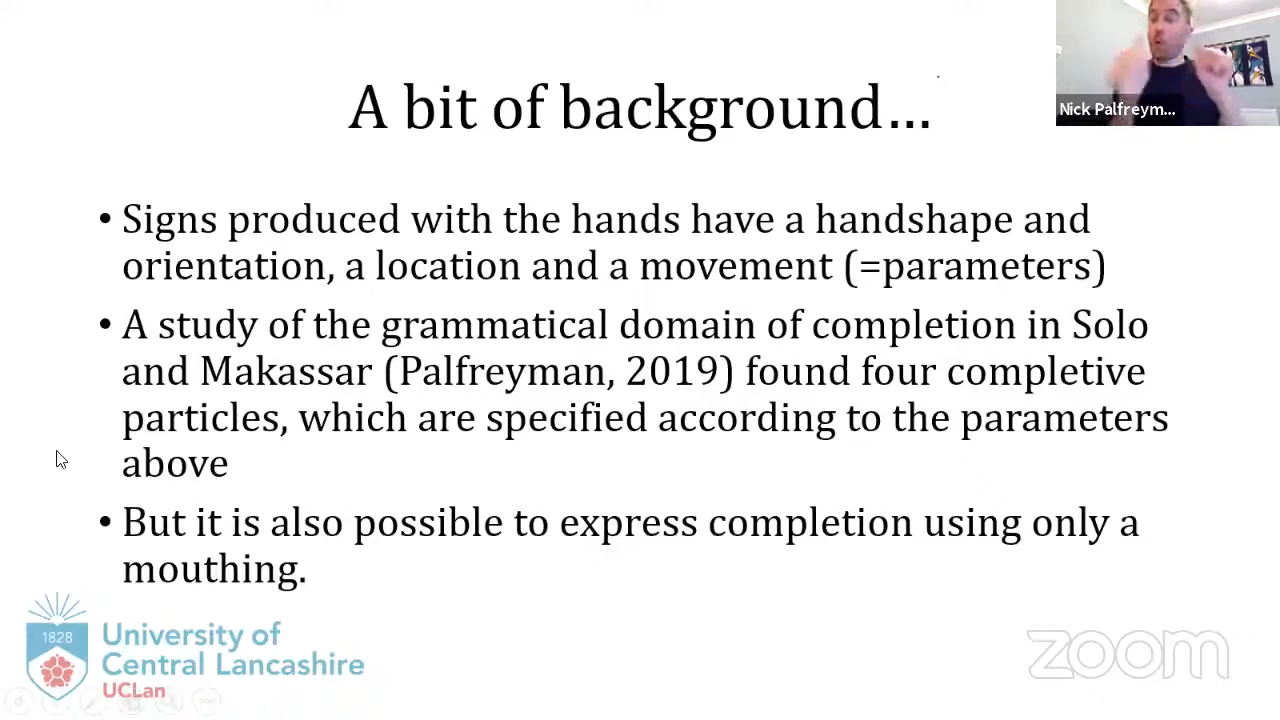 Nick Palfreym...
A bit of background...
• Signs produced with the hands have a handshape and
orientation, a location and a movement (=parameters)
• A study of the grammatical domain of completion in Solo
and Makassar (Palfreyman, 2019) found four completive
particles, which are specified according to the parameters
above
• But it is also possible to express completion using only a
mouthing.
1828
University of
Central Lancashire
UCLan
zoom